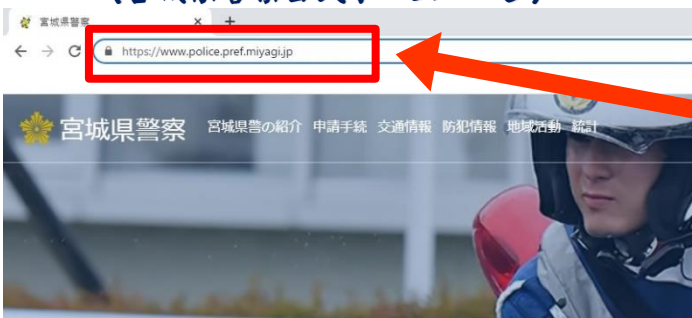 宮城県警察
https://www.police.pref.miyagi.jp
宮城県警察 宮城県警の紹介 申請手続 交通情報 防犯情報 地域活動 統計